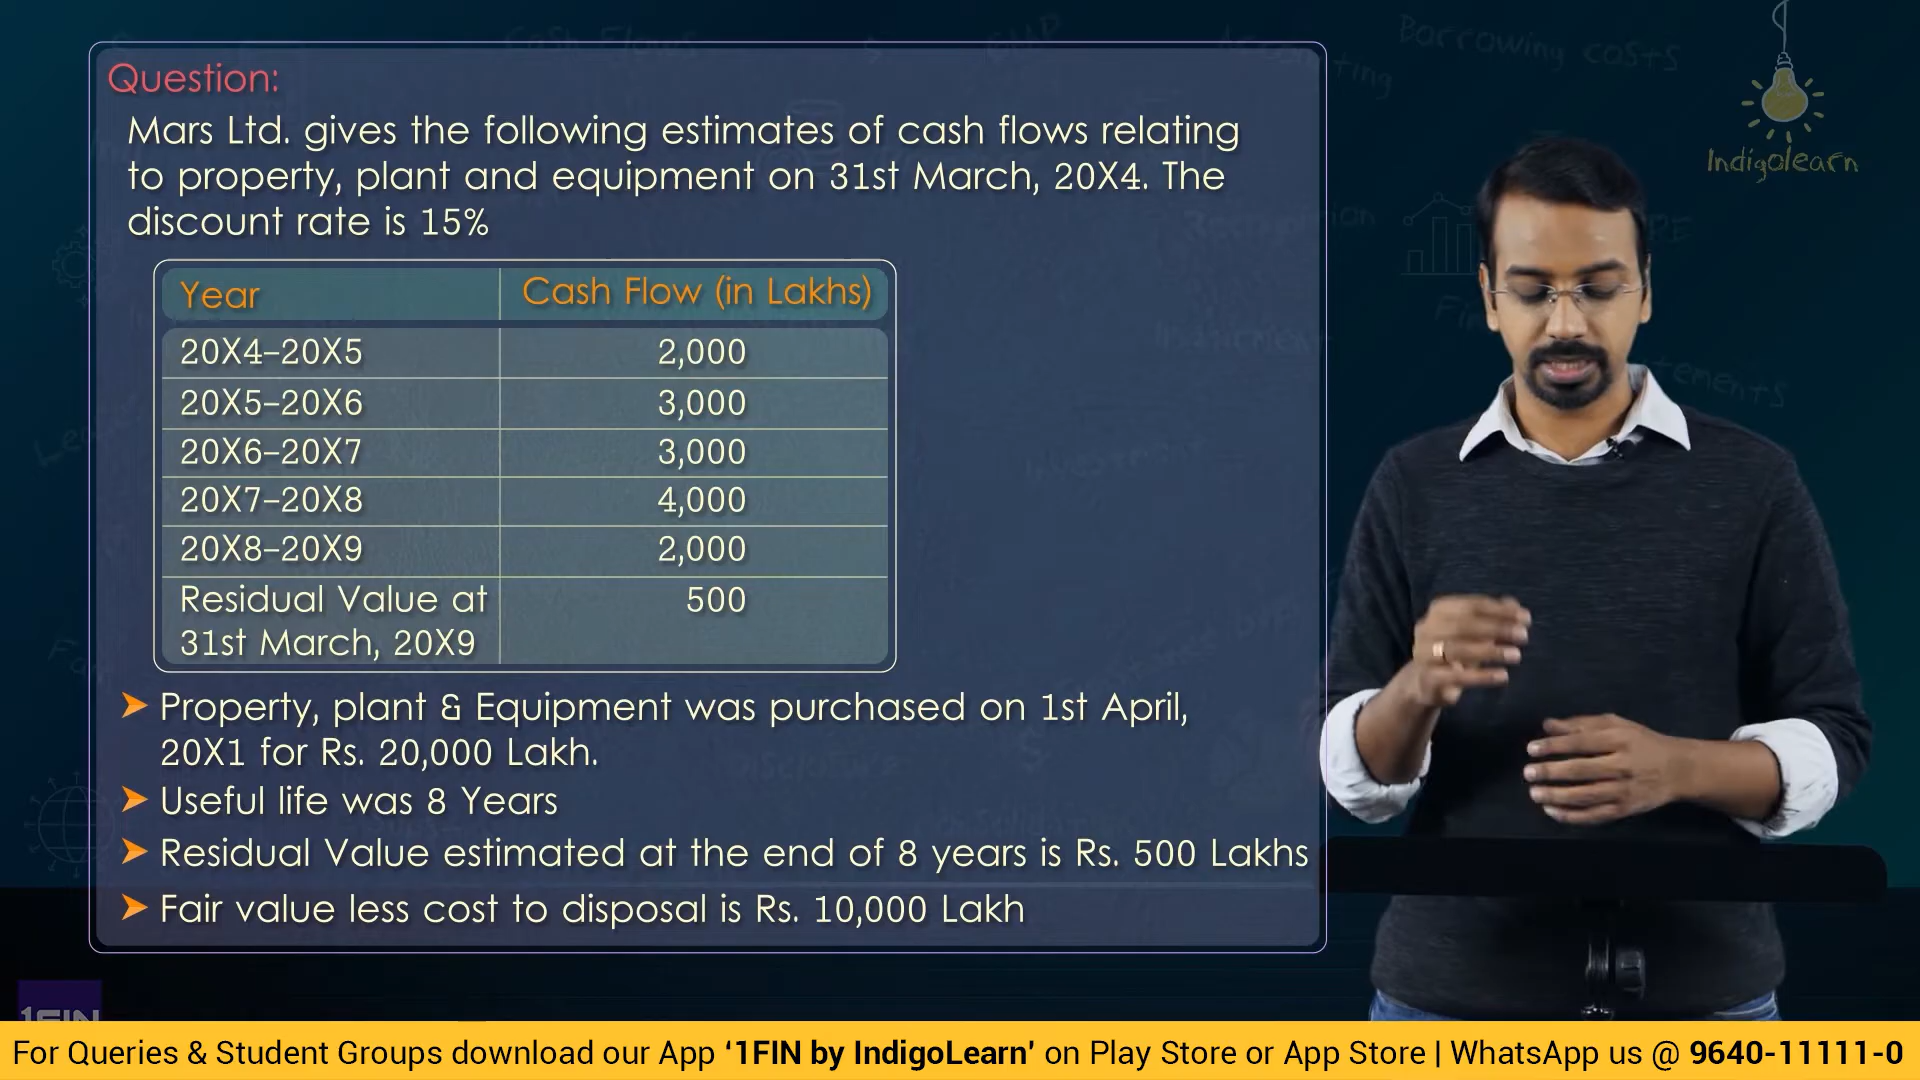 Question:
Mars Ltd. gives the following estimates of cash flows relating
to property, plant and equipment on 31st March, 20X4. The
discount rate is 15%
Year Cash Flow (in Lakhs)
20X4–20X5 2,000
20X5–20X6 3,000
20X6–20X7 3,000
20X7–20X8 4,000
20X8–20X9 2,000
Residual Value at 500
31st March, 20X9
➤ Property, plant & Equipment was purchased on 1st April,
20X1 for Rs. 20,000 Lakh.
➤ Useful life was 8 Years
➤ Residual Value estimated at the end of 8 years is Rs. 500 Lakhs
➤ Fair value less cost to disposal is Rs. 10,000 Lakh
Borrowing costs
Indigolearn
1FIN
For Queries & Student Groups download our App ‘1FIN by IndigoLearn’ on Play Store or App Store | WhatsApp us @ 9640-11111-0